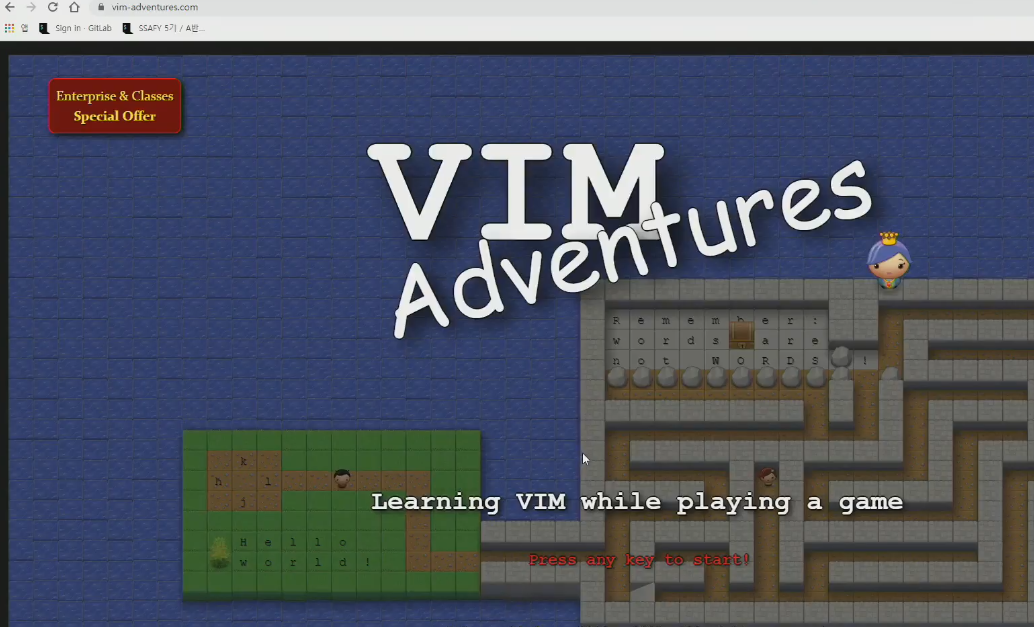 vim-adventures.com
앱
Sign in · GitLab
SSAFY 5기 / A반...
Enterprise & Classes
Special Offer
VIM
Adventures
R e m e m b e r :
w o r d s a r e
n o t W O R D S !
k
h l
j
Learning VIM while playing a game
H e l l o
w o r l d !
Press any key to start!